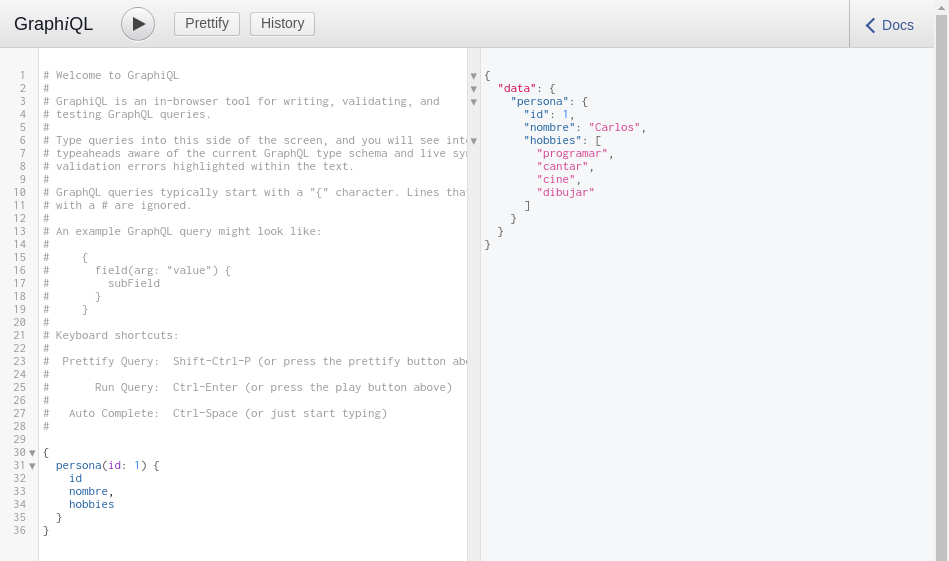 GraphiQL Prettify History Docs
1 # Welcome to GraphiQL
2 #
3 # GraphiQL is an in-browser tool for writing, validating, and
4 # testing GraphQL queries.
5 #
6 # Type queries into this side of the screen, and you will see
7 # typeaheads aware of the current GraphQL type schema and live
8 # validation errors highlighted within the text.
9 #
10 # GraphQL queries typically start with a "{" character. Lines
11 # with a # are ignored.
12 #
13 # An example GraphQL query might look like:
14 #
15 #     {
16 #       field(arg: "value") {
17 #         subField
18 #       }
19 #     }
20 #
21 # Keyboard shortcuts:
22 #
23 #  Prettify Query:  Shift-Ctrl-P (or press the prettify button
24 #
25 #       Run Query:  Ctrl-Enter (or press the play button above)
26 #
27 #   Auto Complete:  Ctrl-Space (or just start typing)
28 #
29
30 {
31   persona(id: 1) {
32     id
33     nombre,
34     hobbies
35   }
36 }
{
  "data": {
    "persona": {
      "id": 1,
      "nombre": "Carlos",
      "hobbies": [
        "programar",
        "cantar",
        "cine",
        "dibujar"
      ]
    }
  }
}